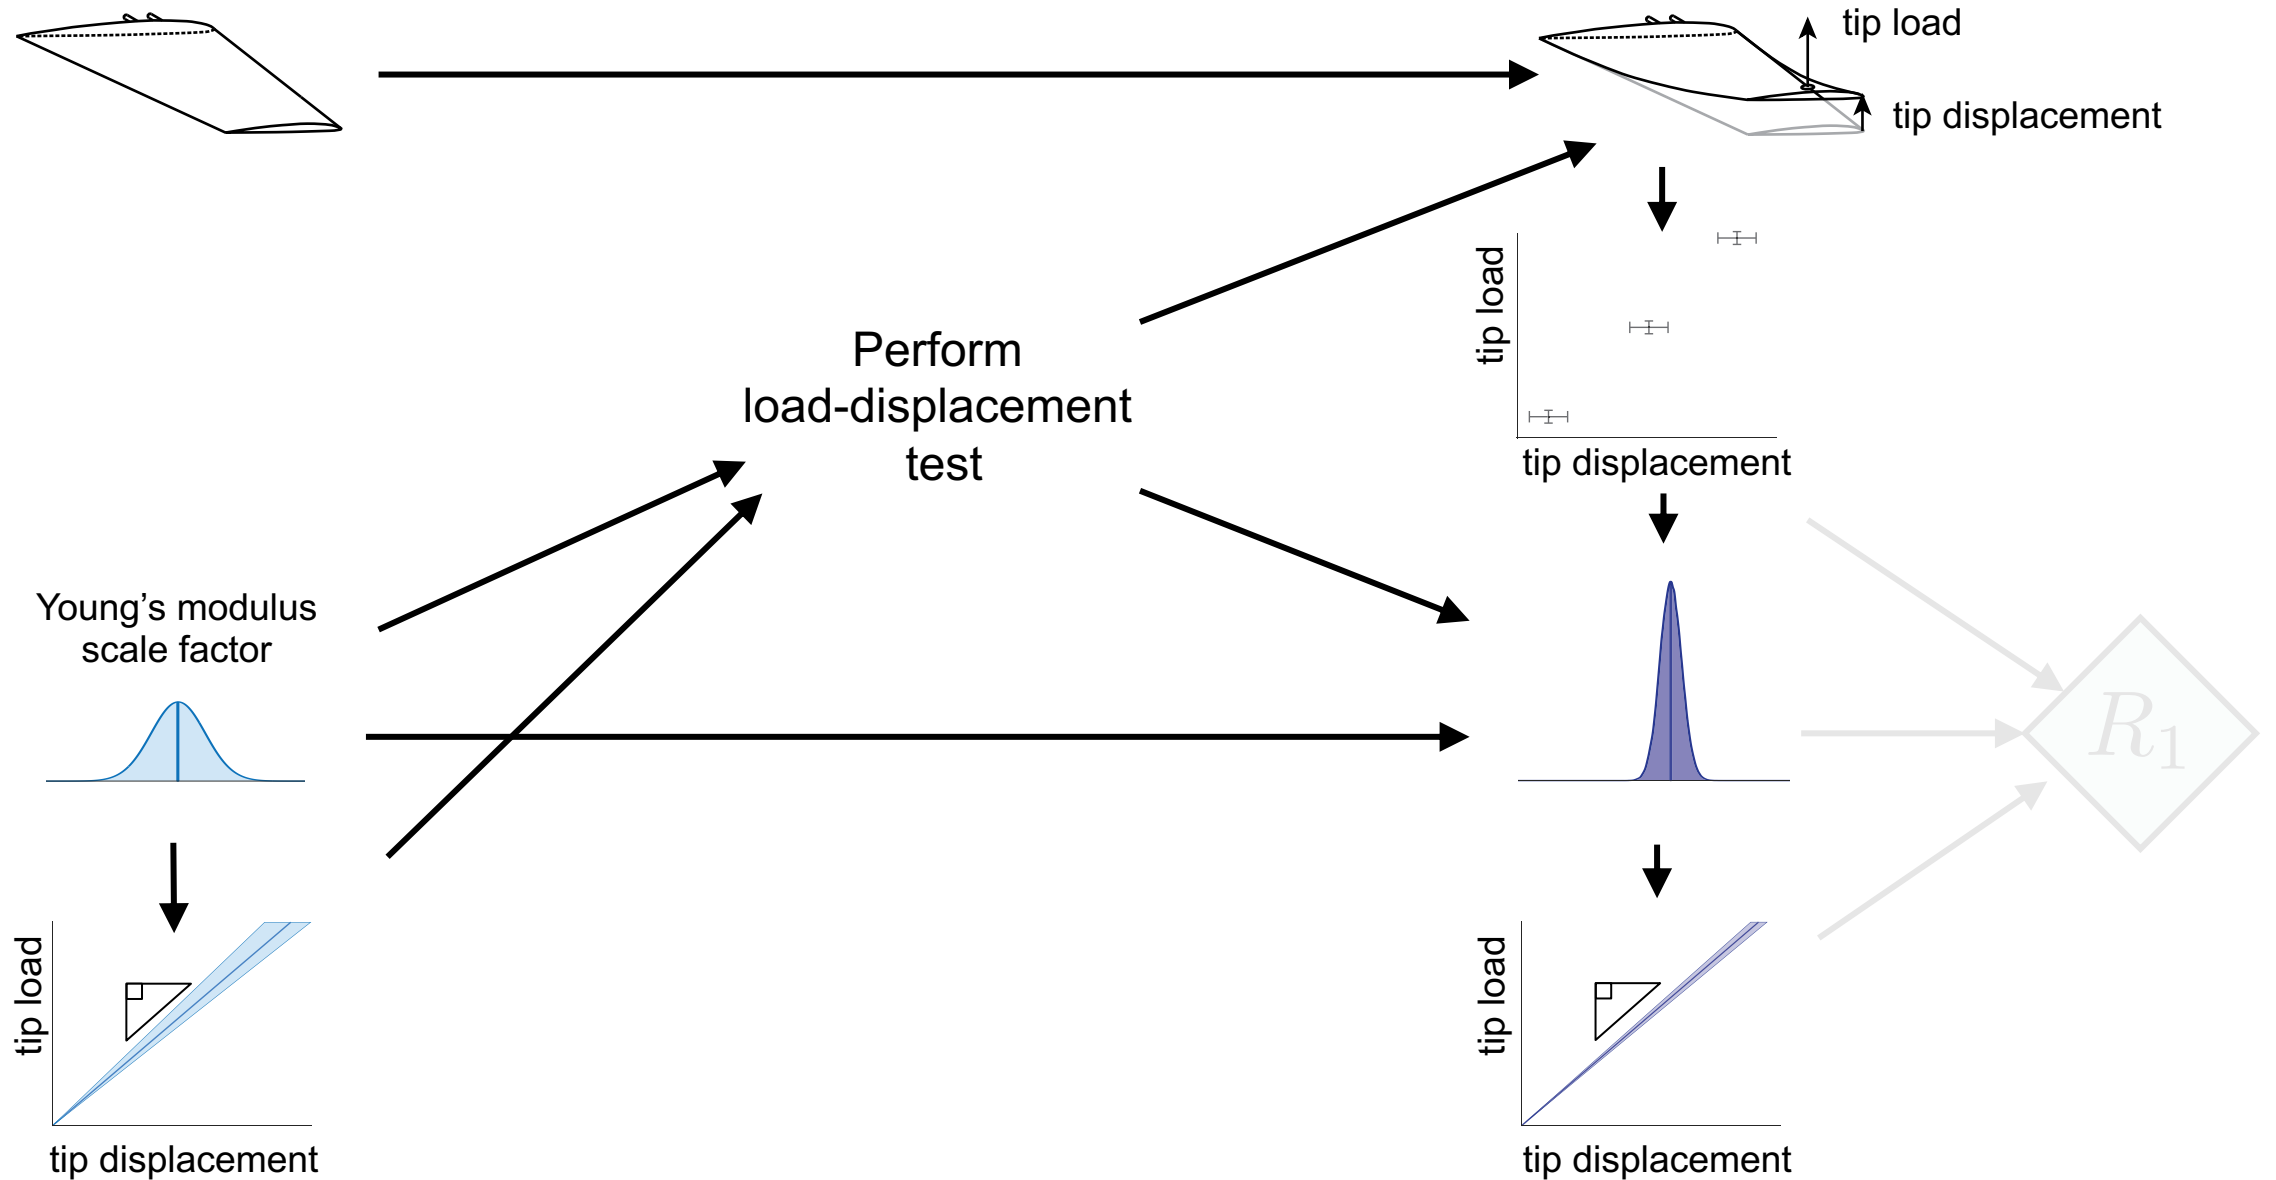 tip load
tip displacement
tip load
tip displacement
Perform
load-displacement
test
Young’s modulus
scale factor
R₁
tip load
tip displacement
tip load
tip displacement